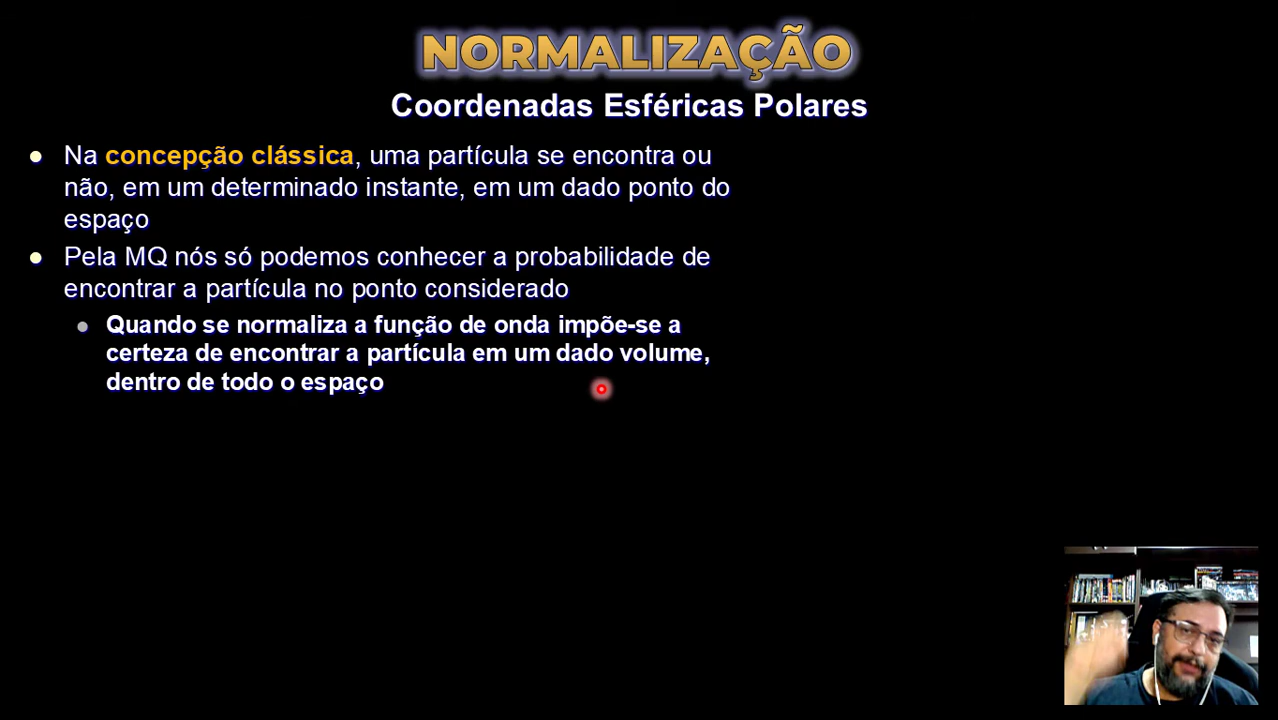 NORMALIZAÇÃO
Coordenadas Esféricas Polares
Na concepção clássica, uma partícula se encontra ou
não, em um determinado instante, em um dado ponto do
espaço
Pela MQ nós só podemos conhecer a probabilidade de
encontrar a partícula no ponto considerado
Quando se normaliza a função de onda impõe-se a
certeza de encontrar a partícula em um dado volume,
dentro de todo o espaço